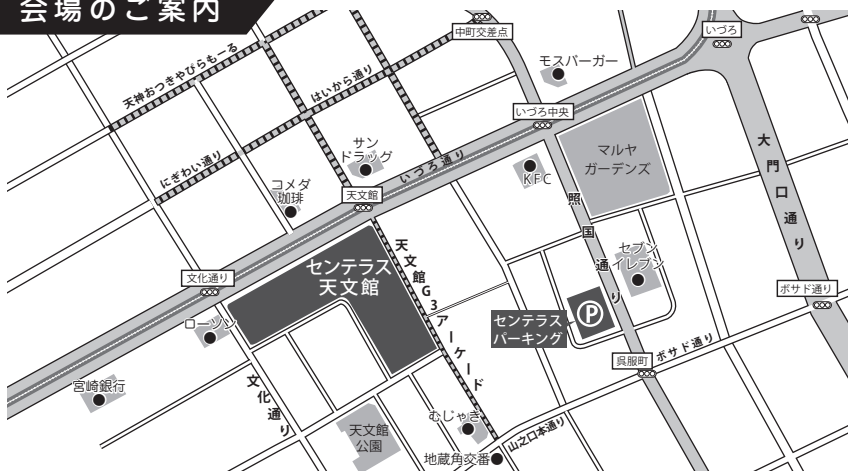 会場のご案内
中町交差点
いづろ
モスバーガー
天神おつきやぴらもーる
はいから通り
いづろ中央
大門口通り
マルヤ
ガーデンズ
サン
ドラッグ
いづろ通り
にぎわい通り
KFC
コメダ
珈琲
天文館
照国通り
天文館G3アーケード
セブン
イレブン
センテラス
天文館
文化通り
ボサド通り
センテラス
パーキング
P
ローソン
呉服町
ボサド通り
宮崎銀行
文化通り
むじゃき
天文館
公園
山之口本通り
地蔵角交番